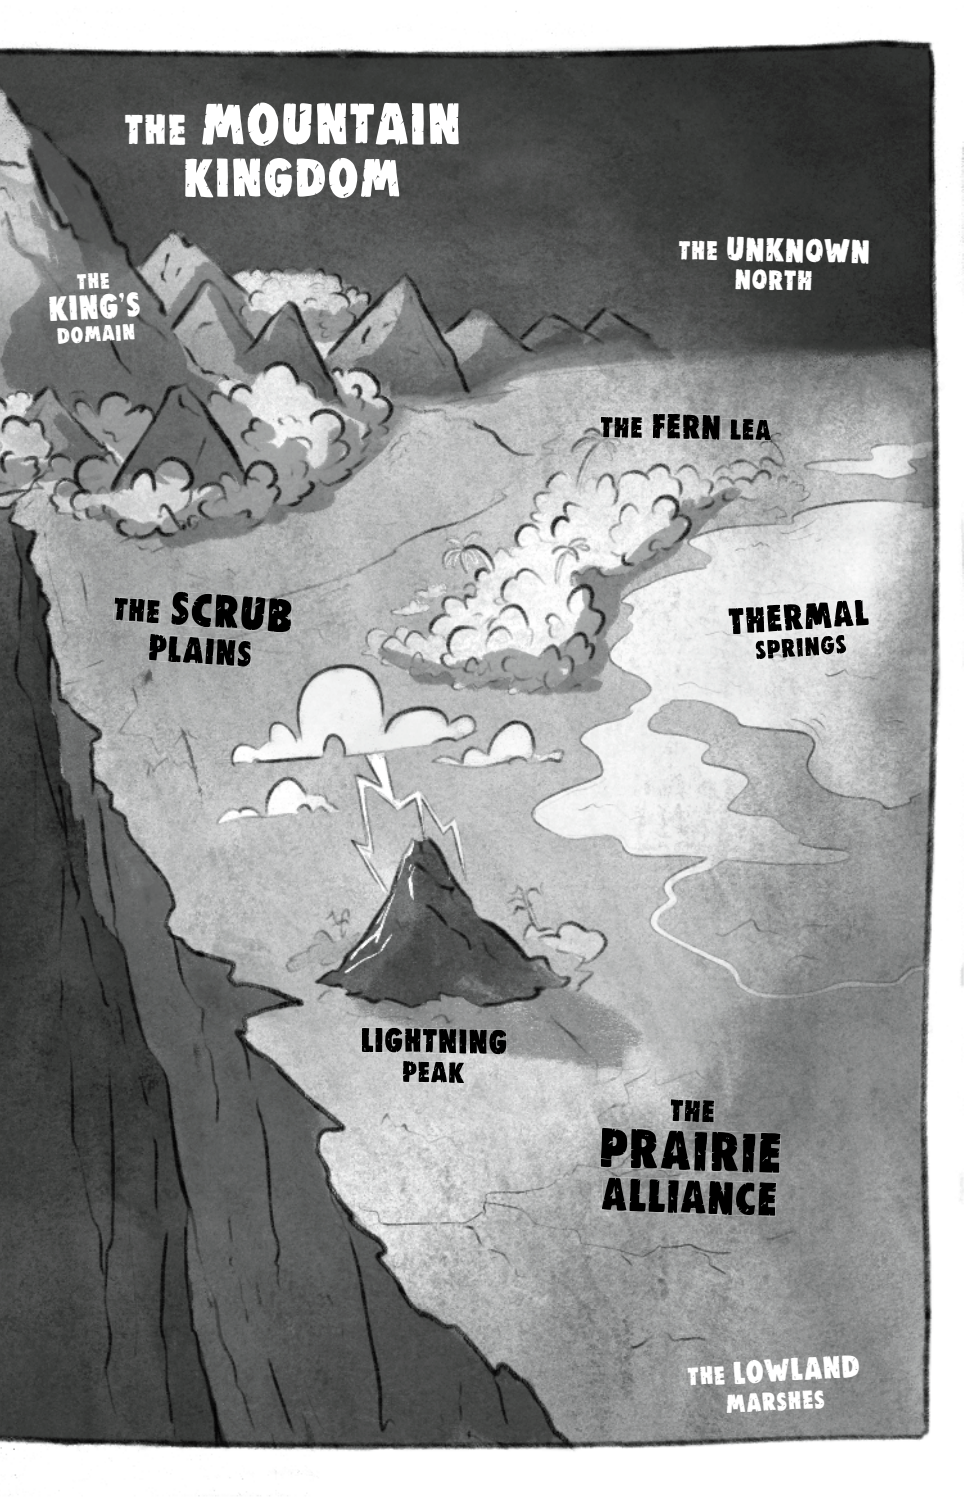 THE MOUNTAIN
KINGDOM
THE UNKNOWN
NORTH
THE
KING'S
DOMAIN
THE FERN LEA
THE SCRUB
PLAINS
THERMAL
SPRINGS
LIGHTNING
PEAK
THE
PRAIRIE
ALLIANCE
THE LOWLAND
MARSHES